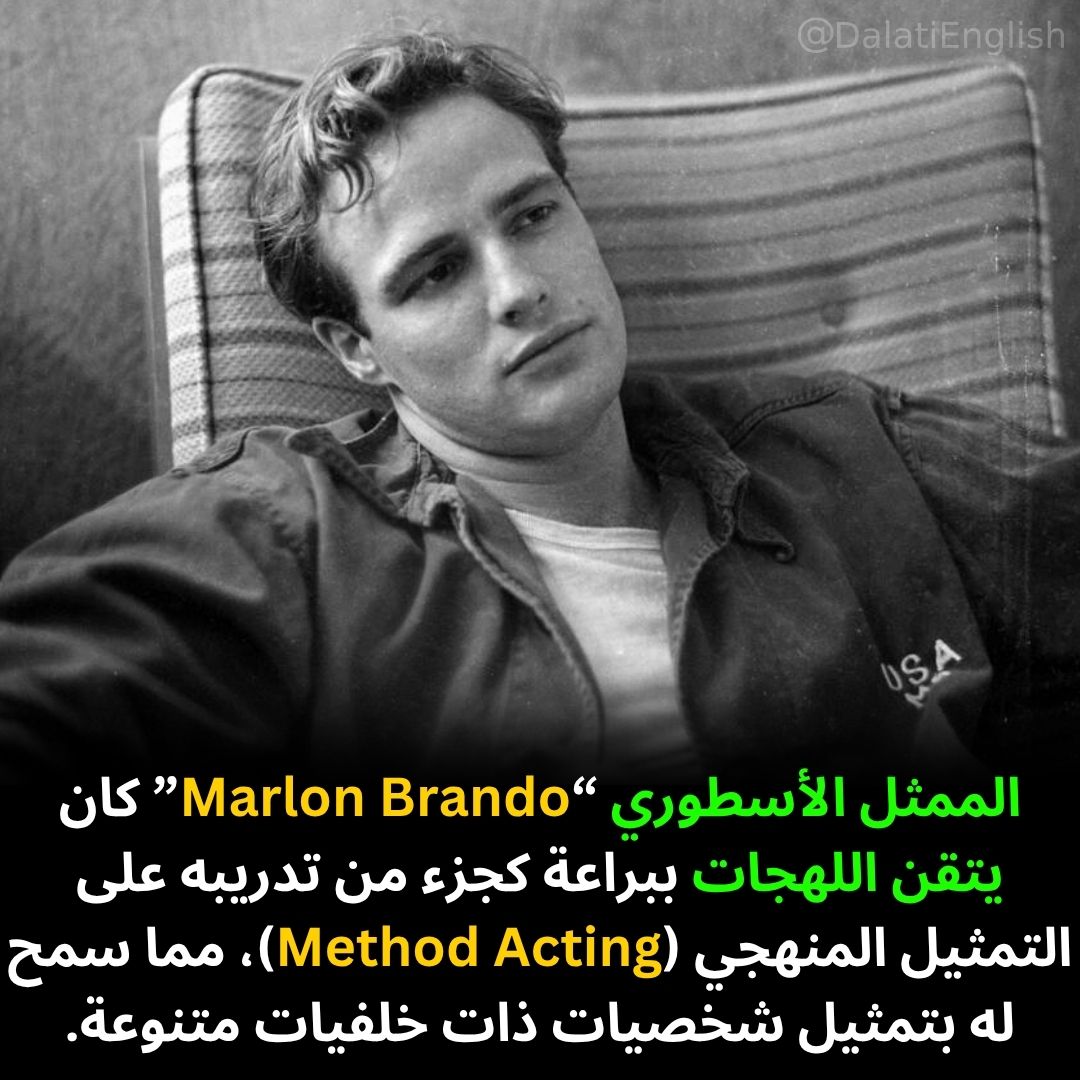 @DalatiEnglish
USA
الممثل الأسطوري “Marlon Brando” كان
يتقن اللهجات ببراعة كجزء من تدريبه على
التمثيل المنهجي (Method Acting)، مما سمح
له بتمثيل شخصيات ذات خلفيات متنوعة.